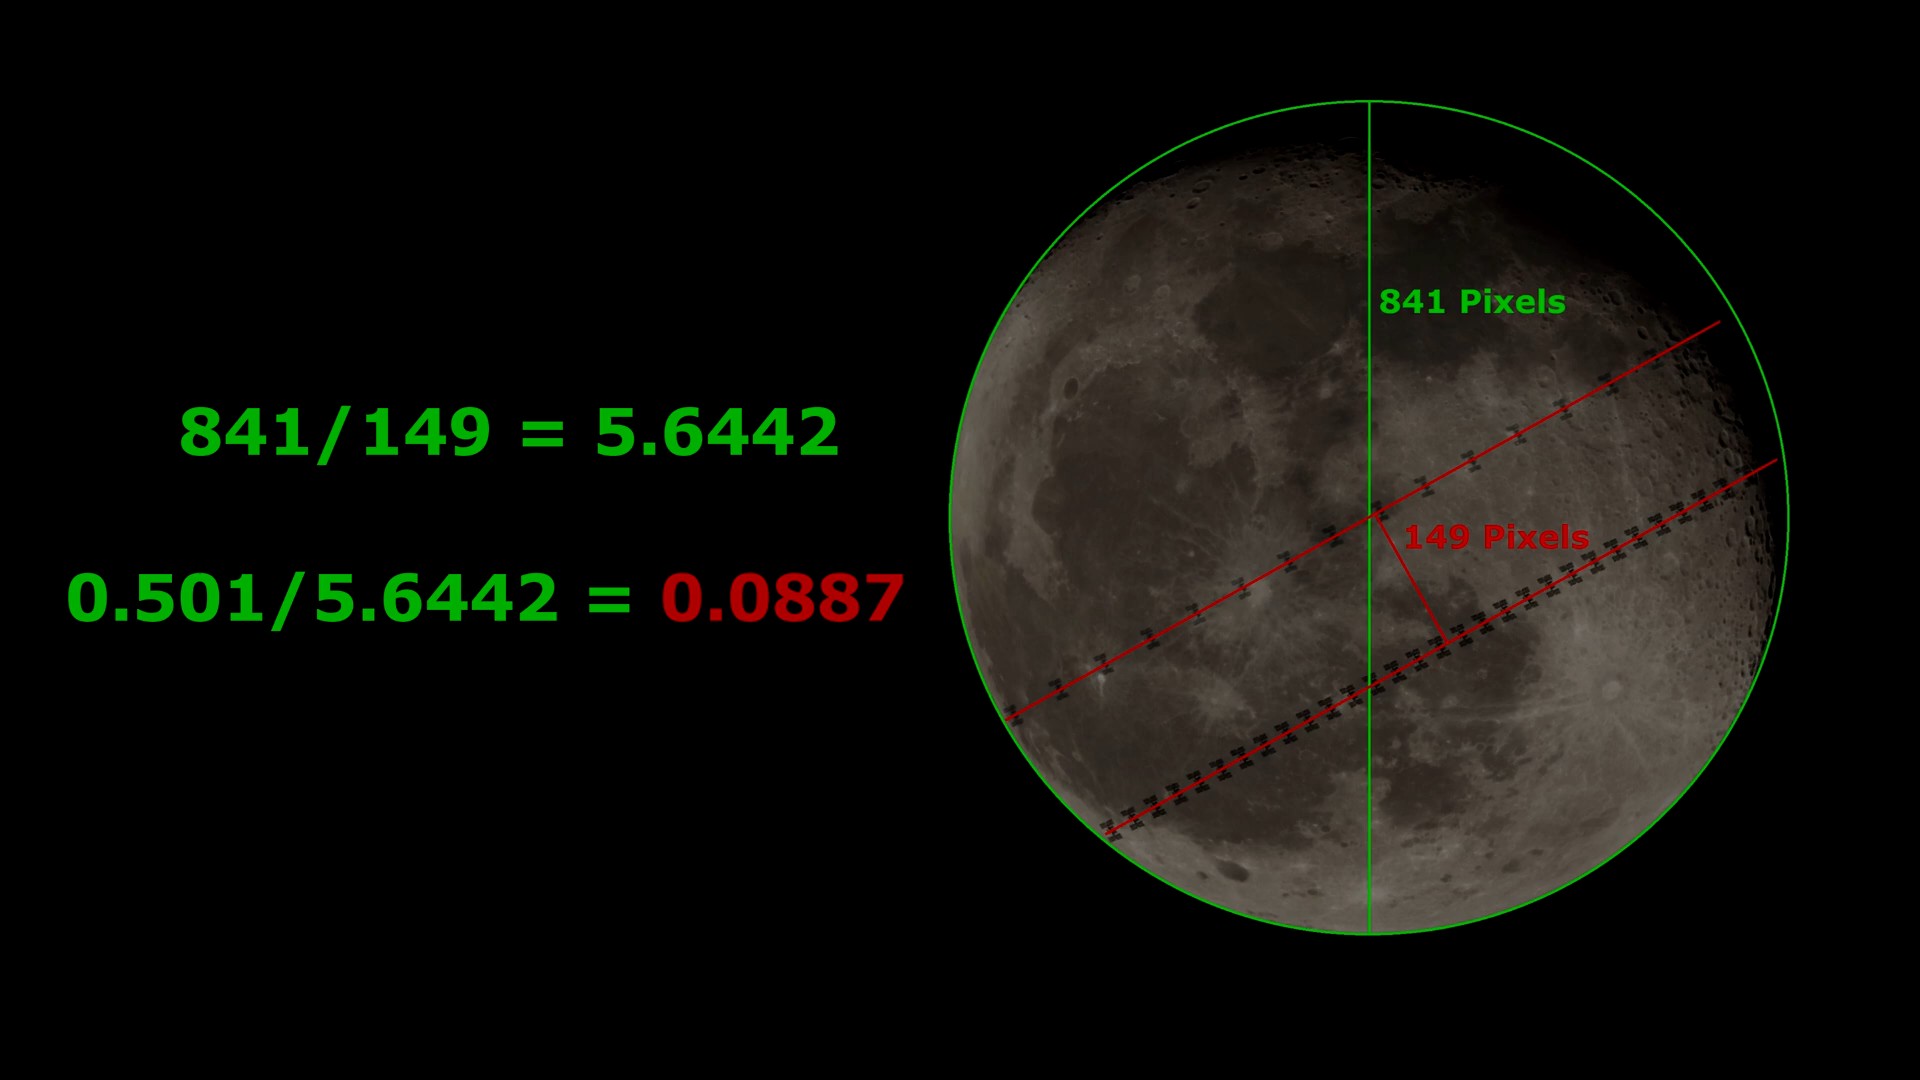 841 Pixels
841/149 = 5.6442
149 Pixels
0.501/5.6442 = 0.0887